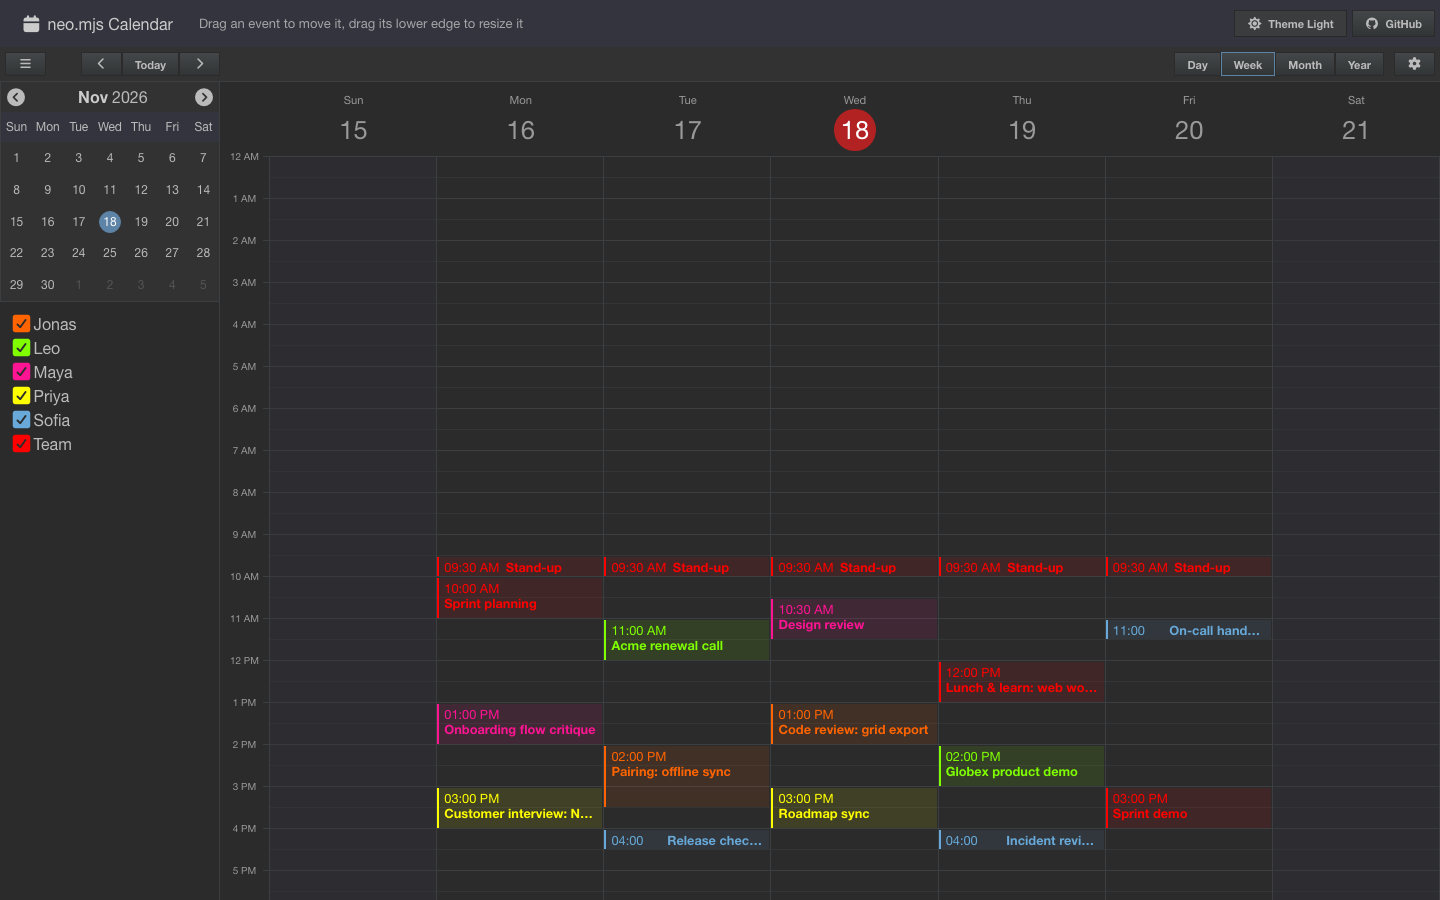 neo.mjs Calendar
Drag an event to move it, drag its lower edge to resize it
Theme Light
GitHub
Today
Day
Week
Month
Year
Nov 2026
Sun Mon Tue Wed Thu Fri Sat
1 2 3 4 5 6 7
8 9 10 11 12 13 14
15 16 17 18 19 20 21
22 23 24 25 26 27 28
29 30 1 2 3 4 5
Jonas
Leo
Maya
Priya
Sofia
Team
Sun Mon Tue Wed Thu Fri Sat
15 16 17 18 19 20 21
12 AM
1 AM
2 AM
3 AM
4 AM
5 AM
6 AM
7 AM
8 AM
9 AM
10 AM
11 AM
12 PM
1 PM
2 PM
3 PM
4 PM
5 PM
09:30 AM Stand-up
10:00 AM
Sprint planning
01:00 PM
Onboarding flow critique
03:00 PM
Customer interview: N...
09:30 AM Stand-up
11:00 AM
Acme renewal call
02:00 PM
Pairing: offline sync
04:00 Release chec...
09:30 AM Stand-up
10:30 AM
Design review
01:00 PM
Code review: grid export
03:00 PM
Roadmap sync
09:30 AM Stand-up
12:00 PM
Lunch & learn: web wo...
02:00 PM
Globex product demo
04:00 Incident revi...
09:30 AM Stand-up
11:00 On-call hand...
03:00 PM
Sprint demo